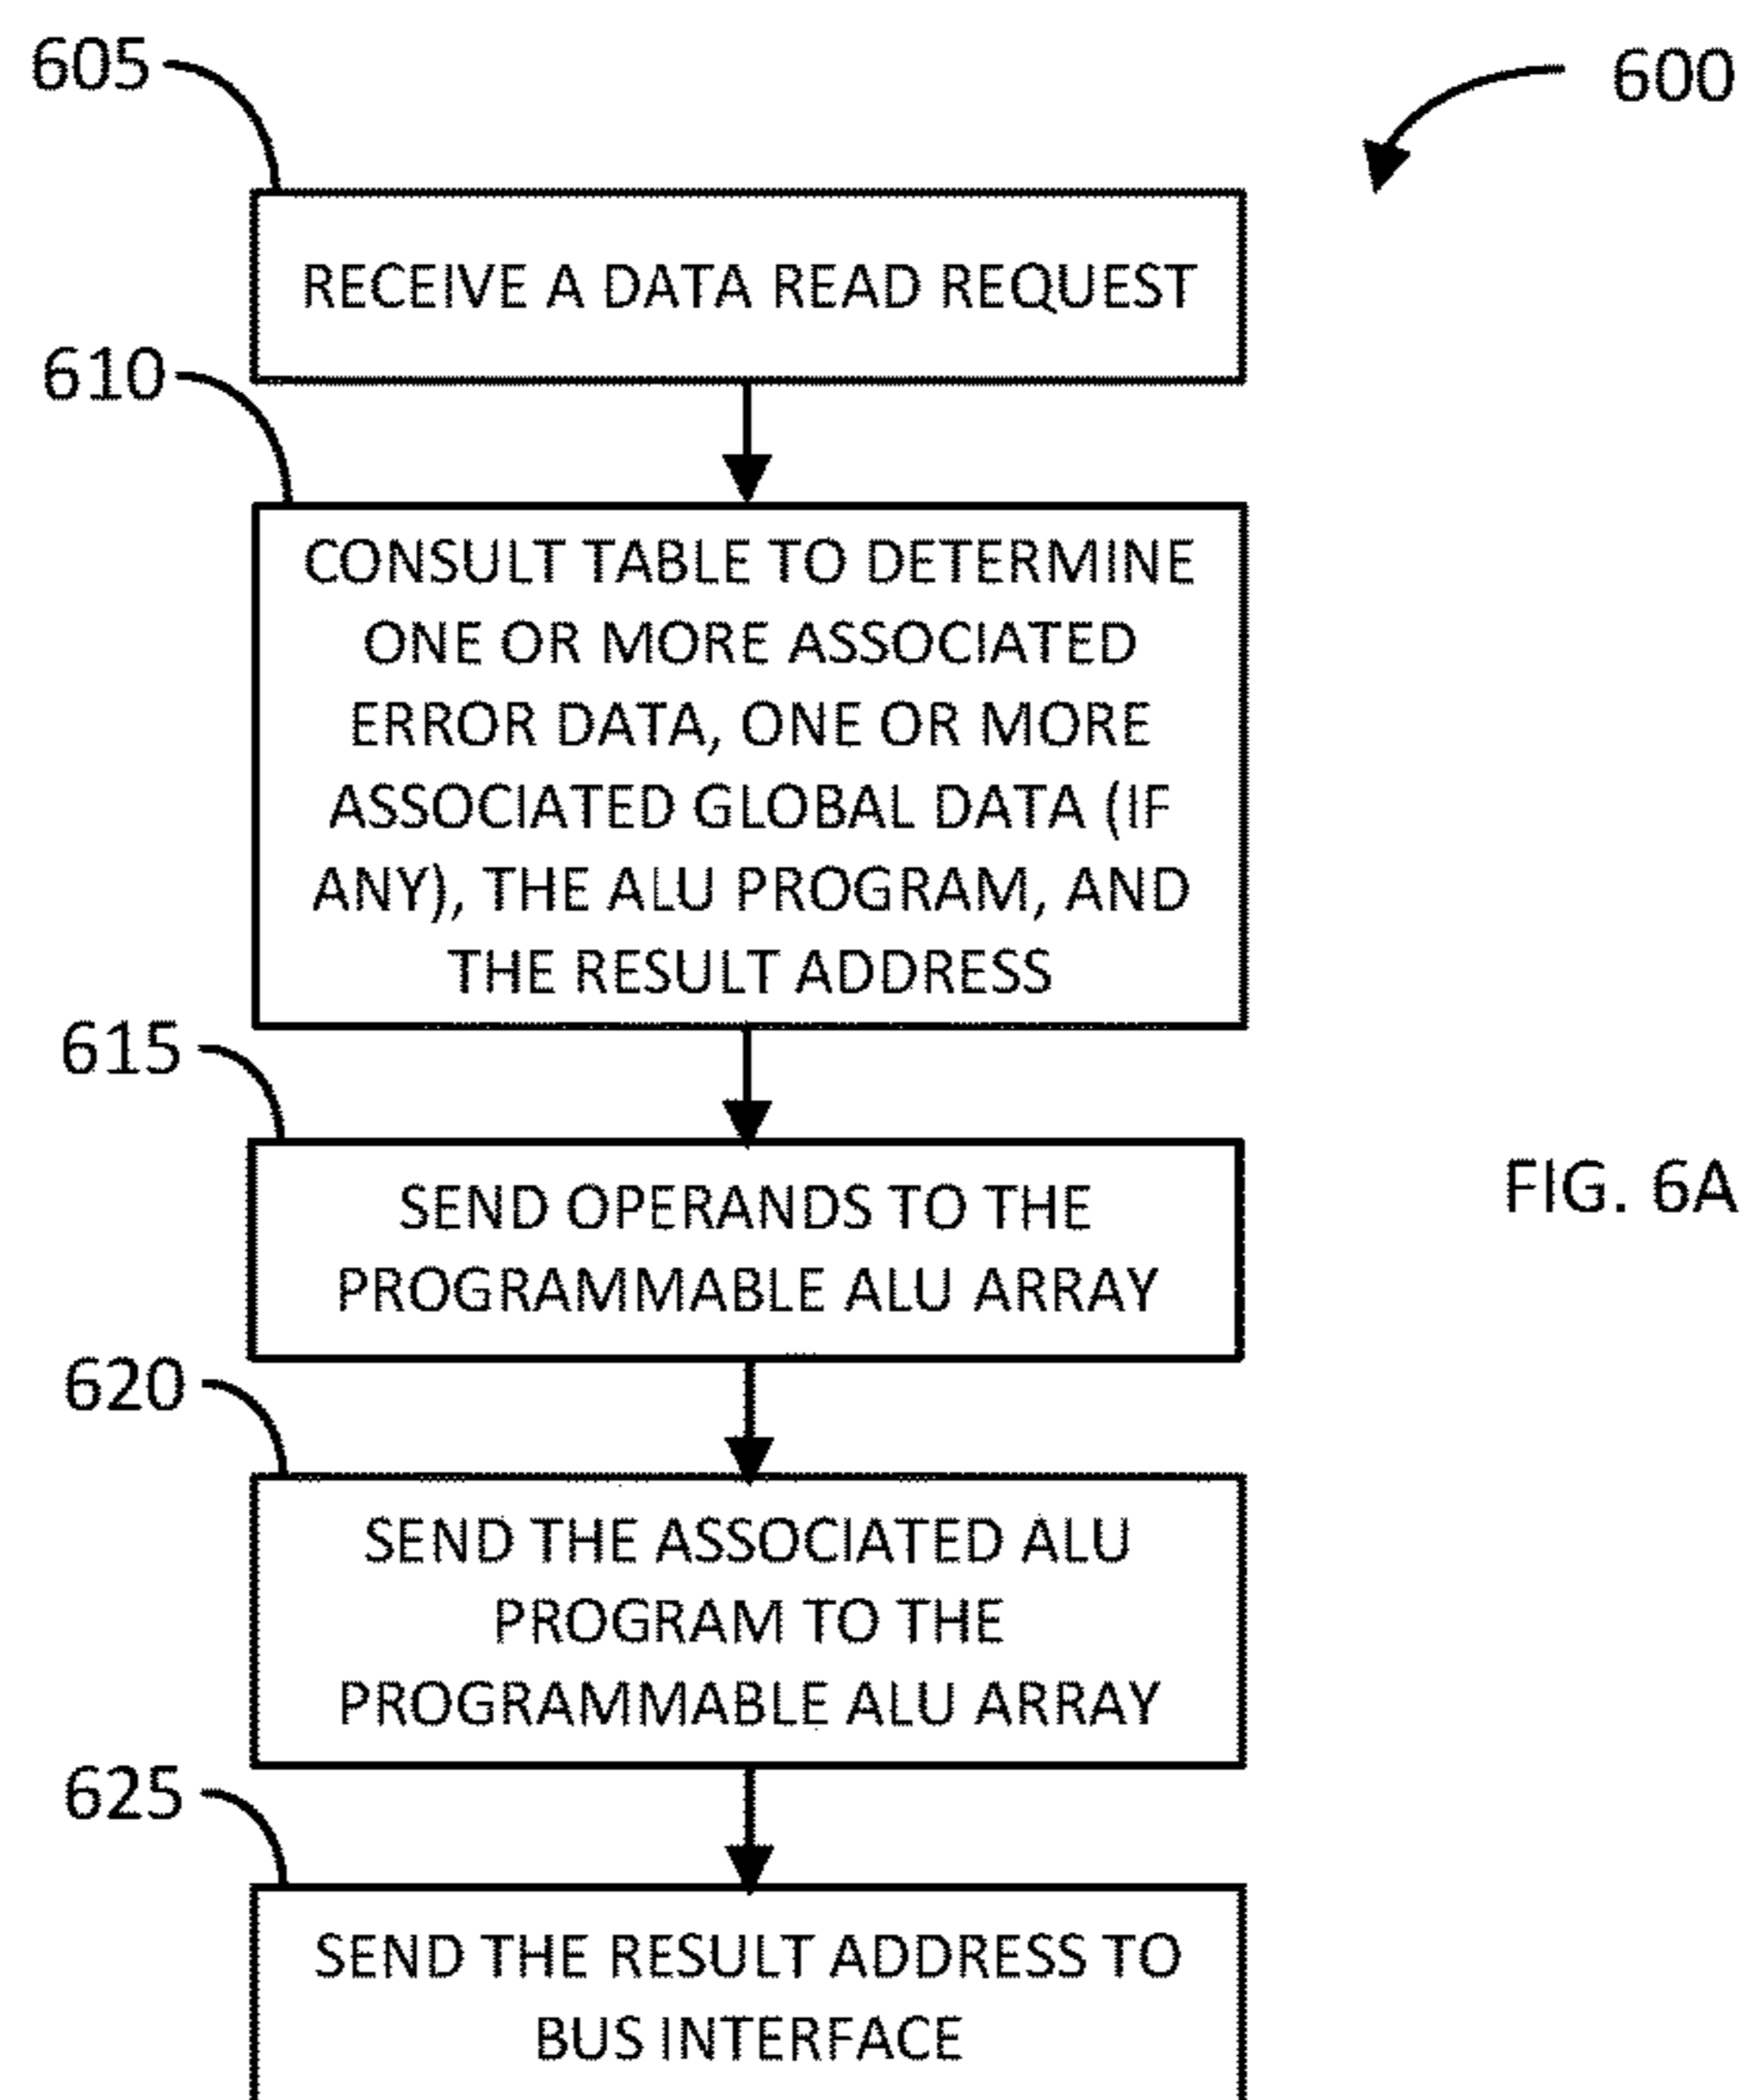 605
600
RECEIVE A DATA READ REQUEST
610
CONSULT TABLE TO DETERMINE
ONE OR MORE ASSOCIATED
ERROR DATA, ONE OR MORE
ASSOCIATED GLOBAL DATA (IF
ANY), THE ALU PROGRAM, AND
THE RESULT ADDRESS
615
SEND OPERANDS TO THE
PROGRAMMABLE ALU ARRAY
FIG. 6A
620
SEND THE ASSOCIATED ALU
PROGRAM TO THE
PROGRAMMABLE ALU ARRAY
625
SEND THE RESULT ADDRESS TO
BUS INTERFACE